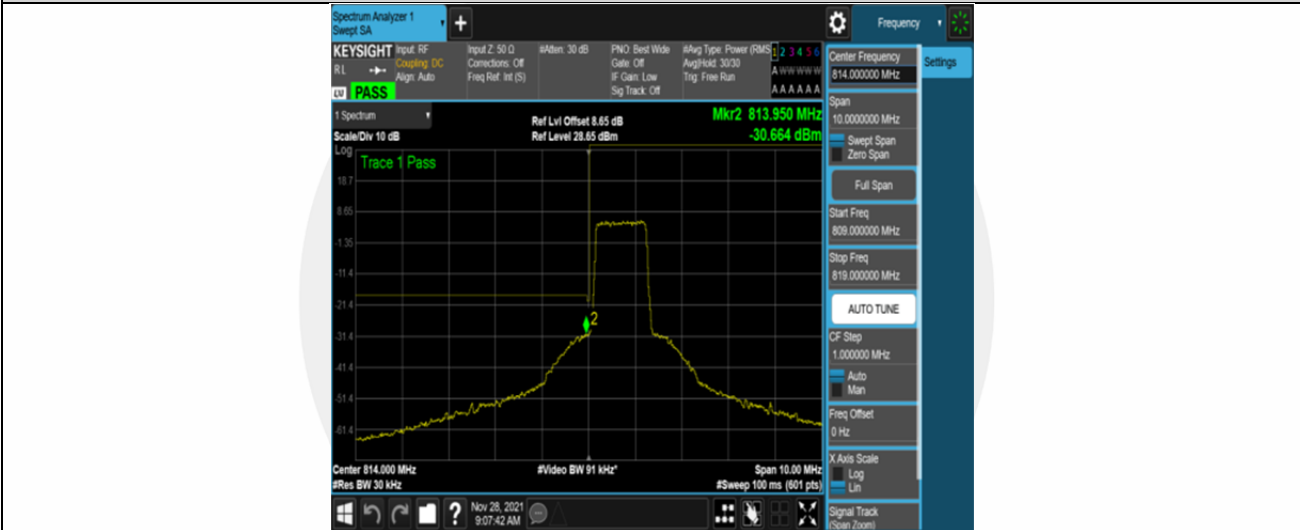 Spectrum Analyzer 1
Swept SA
+
Frequency
KEYSIGHT
R L
LV PASS
Input: RF
Coupling: DC
Align: Auto
Input Z: 50 Ω
Corrections: Off
Freq Ref: Int (S)
#Atten: 30 dB
PNO: Best Wide
Gate: Off
IF Gain: Low
Sig Track: Off
#Avg Type: Power (RMS
Avg|Hold: 30/30
Trig: Free Run
1 2 3 4 5 6
A W W W W W
A A A A A A
1 Spectrum
Scale/Div 10 dB
Ref Lvl Offset 8.65 dB
Ref Level 28.65 dBm
Mkr2 813.950 MHz
-30.664 dBm
Log
Trace 1 Pass
18.7
8.65
-1.35
-11.4
-21.4
-31.4
-41.4
-51.4
-61.4
2
Center 814.000 MHz
#Res BW 30 kHz
#Video BW 91 kHz*
Span 10.00 MHz
#Sweep 100 ms (601 pts)
Nov 28, 2021
9:07:42 AM
Center Frequency
814.000000 MHz
Settings
Span
10.0000000 MHz
Swept Span
Zero Span
Full Span
Start Freq
809.000000 MHz
Stop Freq
819.000000 MHz
AUTO TUNE
CF Step
1.000000 MHz
Auto
Man
Freq Offset
0 Hz
X Axis Scale
Log
Lin
Signal Track
(Span Zoom)